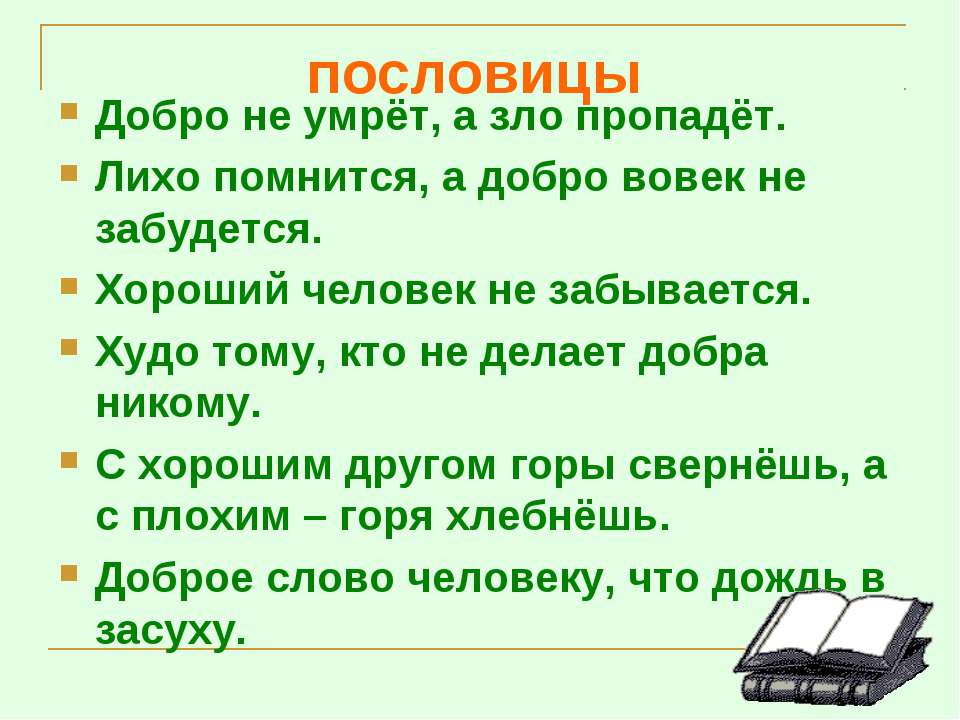 пословицы
Добро не умрёт, а зло пропадёт.
Лихо помнится, а добро вовек не
забудется.
Хороший человек не забывается.
Худо тому, кто не делает добра
никому.
С хорошим другом горы свернёшь, а
с плохим – горя хлебнёшь.
Доброе слово человеку, что дождь в
засуху.